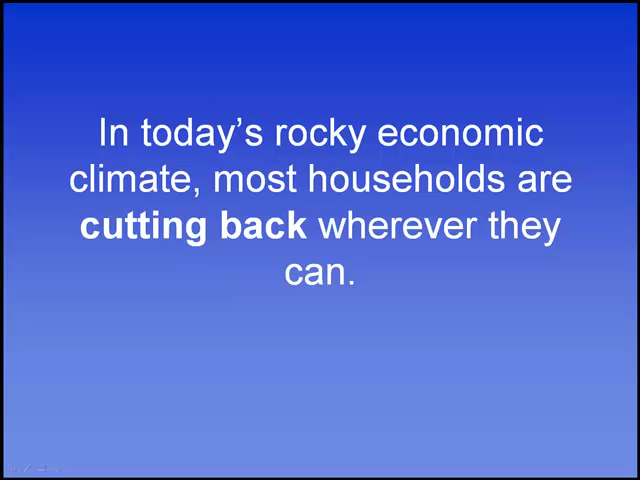 In today’s rocky economic
climate, most households are
cutting back wherever they
can.